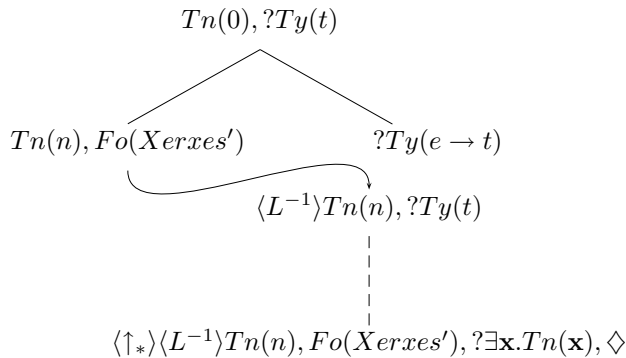 Tn(0), ?Ty(t)
Tn(n), Fo(Xerxes′) ?Ty(e → t)
⟨L⁻¹⟩Tn(n), ?Ty(t)
⟨↑∗⟩⟨L⁻¹⟩Tn(n), Fo(Xerxes′), ?∃x.Tn(x), ♢